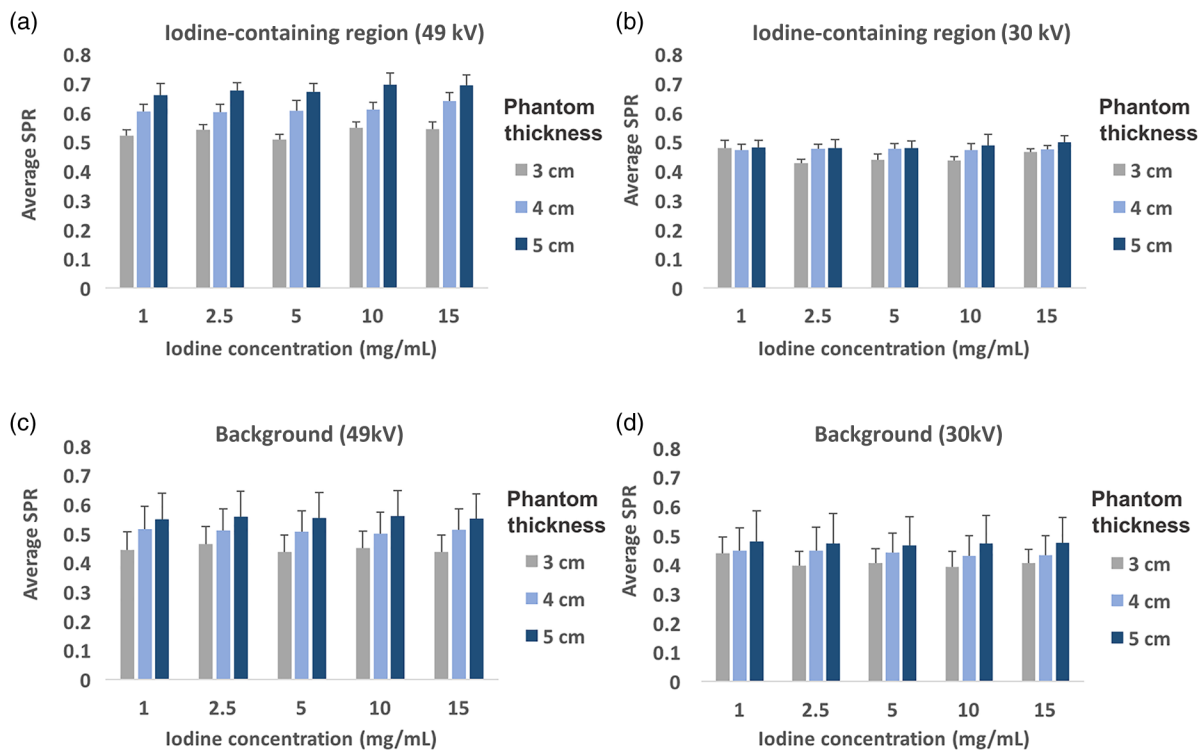 (a)
Iodine-containing region (49 kV)
0.8
0.7
0.6
0.5
0.4
0.3
0.2
0.1
0
Average SPR
1 2.5 5 10 15
Iodine concentration (mg/mL)
Phantom
thickness
3 cm
4 cm
5 cm
(b)
Iodine-containing region (30 kV)
0.8
0.7
0.6
0.5
0.4
0.3
0.2
0.1
0
Average SPR
1 2.5 5 10 15
Iodine concentration (mg/mL)
Phantom
thickness
3 cm
4 cm
5 cm
(c)
Background (49kV)
0.8
0.7
0.6
0.5
0.4
0.3
0.2
0.1
0
Average SPR
1 2.5 5 10 15
Iodine concentration (mg/mL)
Phantom
thickness
3 cm
4 cm
5 cm
(d)
Background (30kV)
0.8
0.7
0.6
0.5
0.4
0.3
0.2
0.1
0
Average SPR
1 2.5 5 10 15
Iodine concentration (mg/mL)
Phantom
thickness
3 cm
4 cm
5 cm